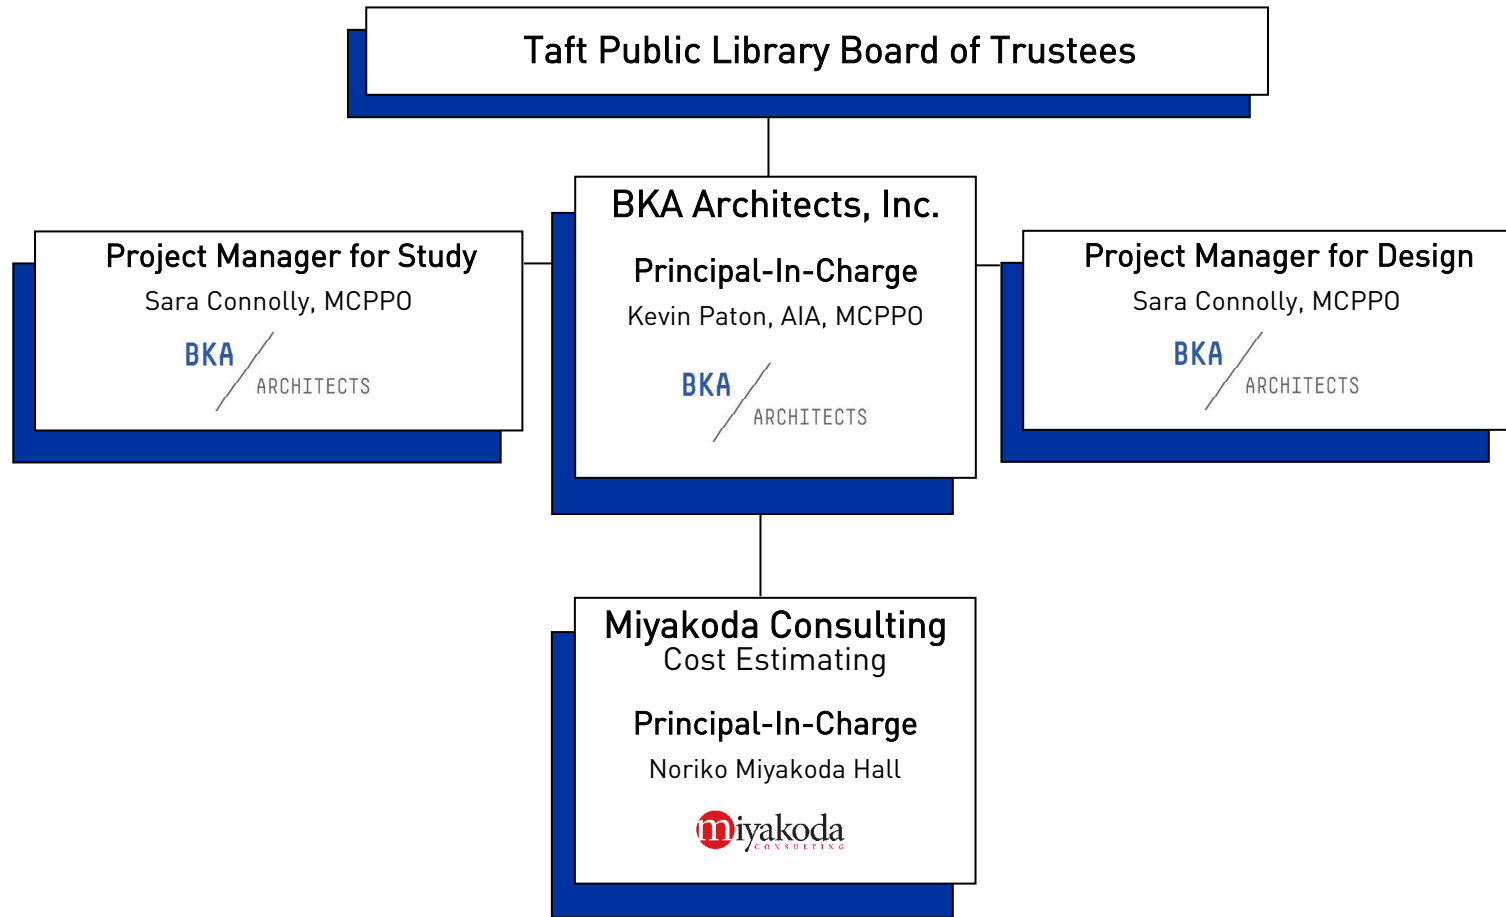 Taft Public Library Board of Trustees
Project Manager for Study
Sara Connolly, MCPPO
BKA
ARCHITECTS
BKA Architects, Inc.
Principal-In-Charge
Kevin Paton, AIA, MCPPO
BKA
ARCHITECTS
Project Manager for Design
Sara Connolly, MCPPO
BKA
ARCHITECTS
Miyakoda Consulting
Cost Estimating
Principal-In-Charge
Noriko Miyakoda Hall
miyakoda
CONSULTING